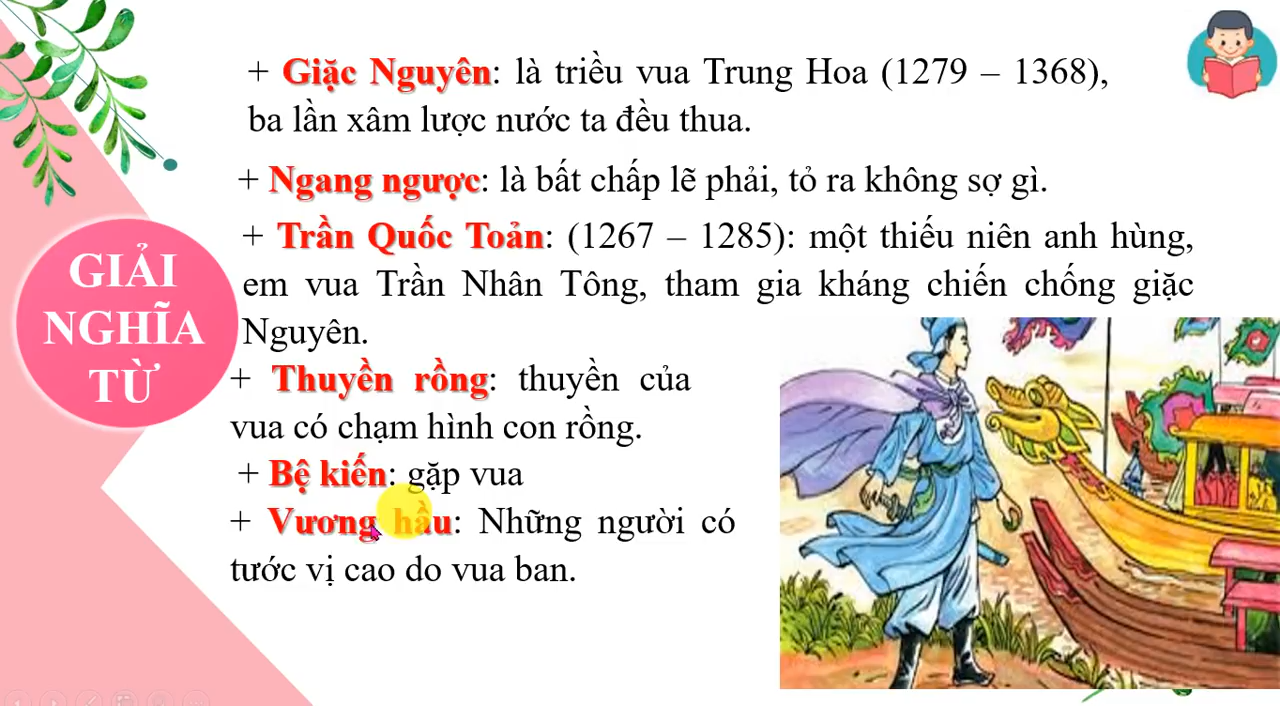 + Giặc Nguyên: là triều vua Trung Hoa (1279 – 1368),
ba lần xâm lược nước ta đều thua.
+ Ngang ngược: là bất chấp lẽ phải, tỏ ra không sợ gì.
+ Trần Quốc Toản: (1267 – 1285): một thiếu niên anh hùng,
em vua Trần Nhân Tông, tham gia kháng chiến chống giặc
Nguyên.
GIẢI
NGHĨA
TỪ
+ Thuyền rồng: thuyền của
vua có chạm hình con rồng.
+ Bệ kiến: gặp vua
+ Vương hầu: Những người có
tước vị cao do vua ban.